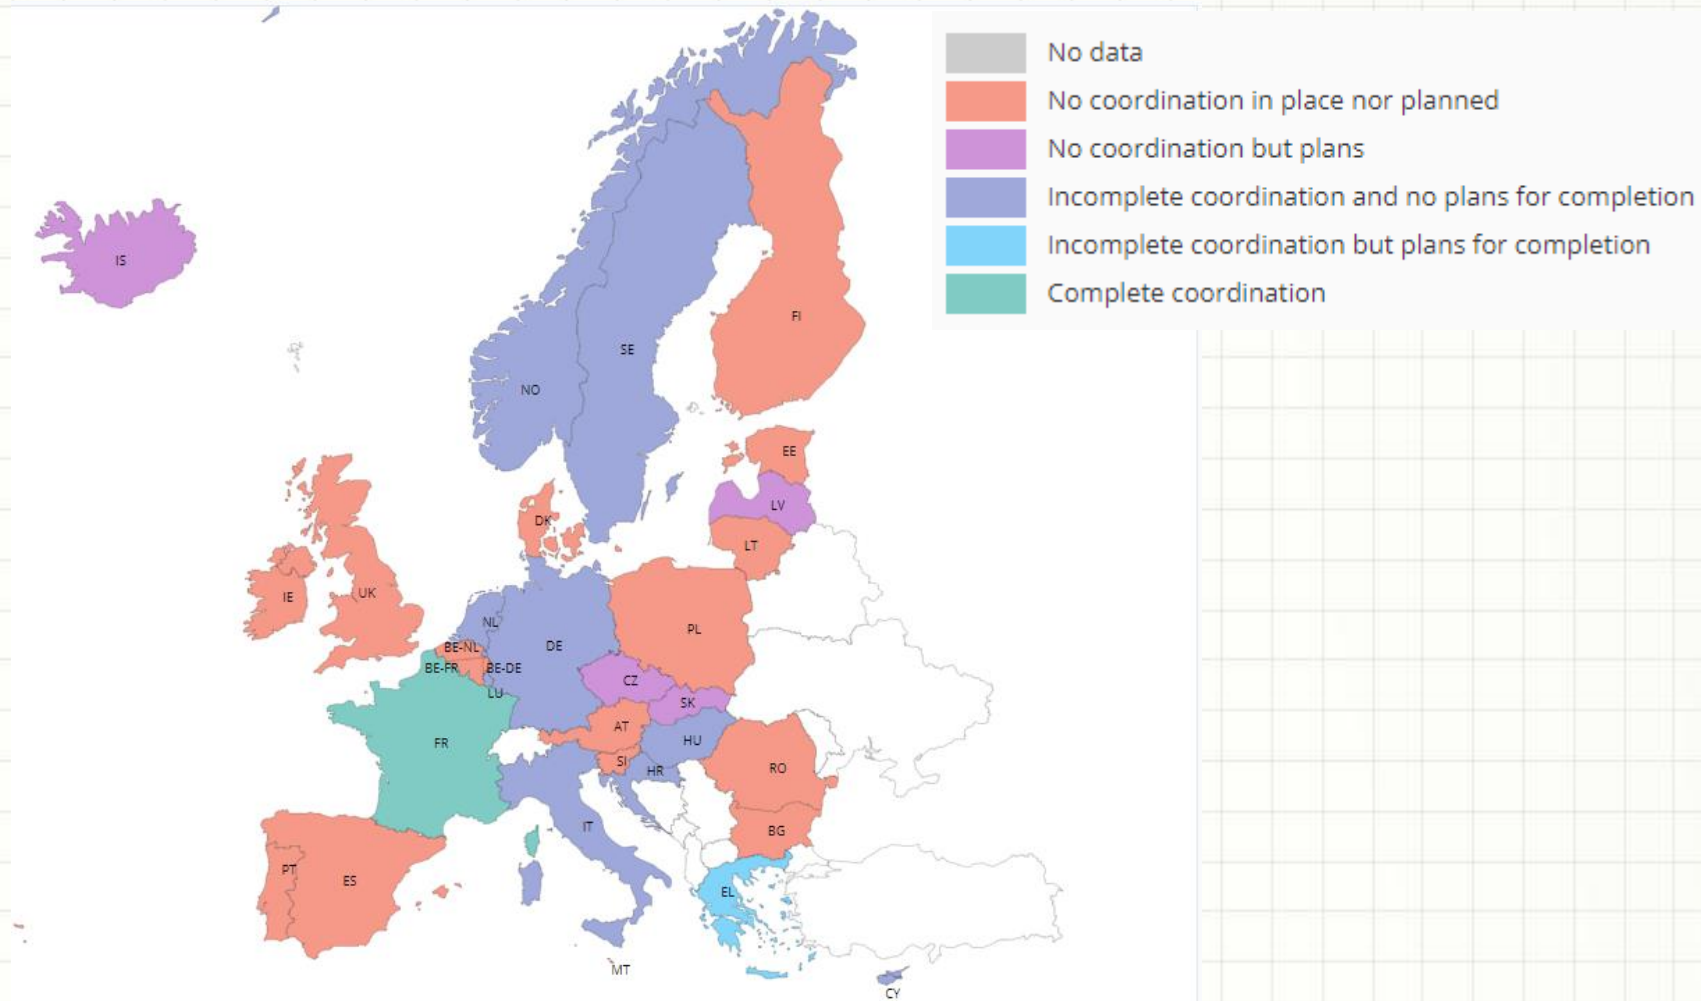 No data
No coordination in place nor planned
No coordination but plans
Incomplete coordination and no plans for completion
Incomplete coordination but plans for completion
Complete coordination
IS
FI
SE
NO
EE
LV
DK
LT
IE
UK
NL
PL
DE
BE-NL
BE-FR
BE-DE
CZ
LU
SK
AT
FR
HU
SI
HR
RO
IT
BG
PT
ES
EL
MT
CY